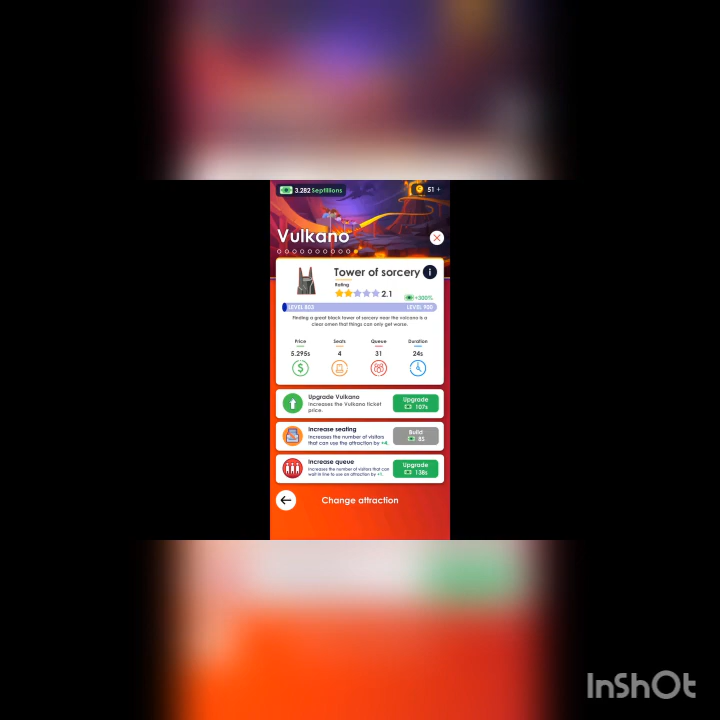 3.282 Septillions
51 +
Vulkano
Tower of sorcery
i
Rating
2.1
+300%
LEVEL 803
LEVEL 900
Finding a great black tower of sorcery near the volcano is a
clear omen that things can only get worse.
Price
Seats
Queue
Duration
5.295s
4
31
24s
Upgrade Vulkano
Increases the Vulkano ticket
price.
Upgrade
107s
Increase seating
Increases the number of visitors
that can use the attraction by +4.
Build
8S
Increase queue
Increases the number of visitors that can
wait in line to use an attraction by +1.
Upgrade
138s
Change attraction
InShOt